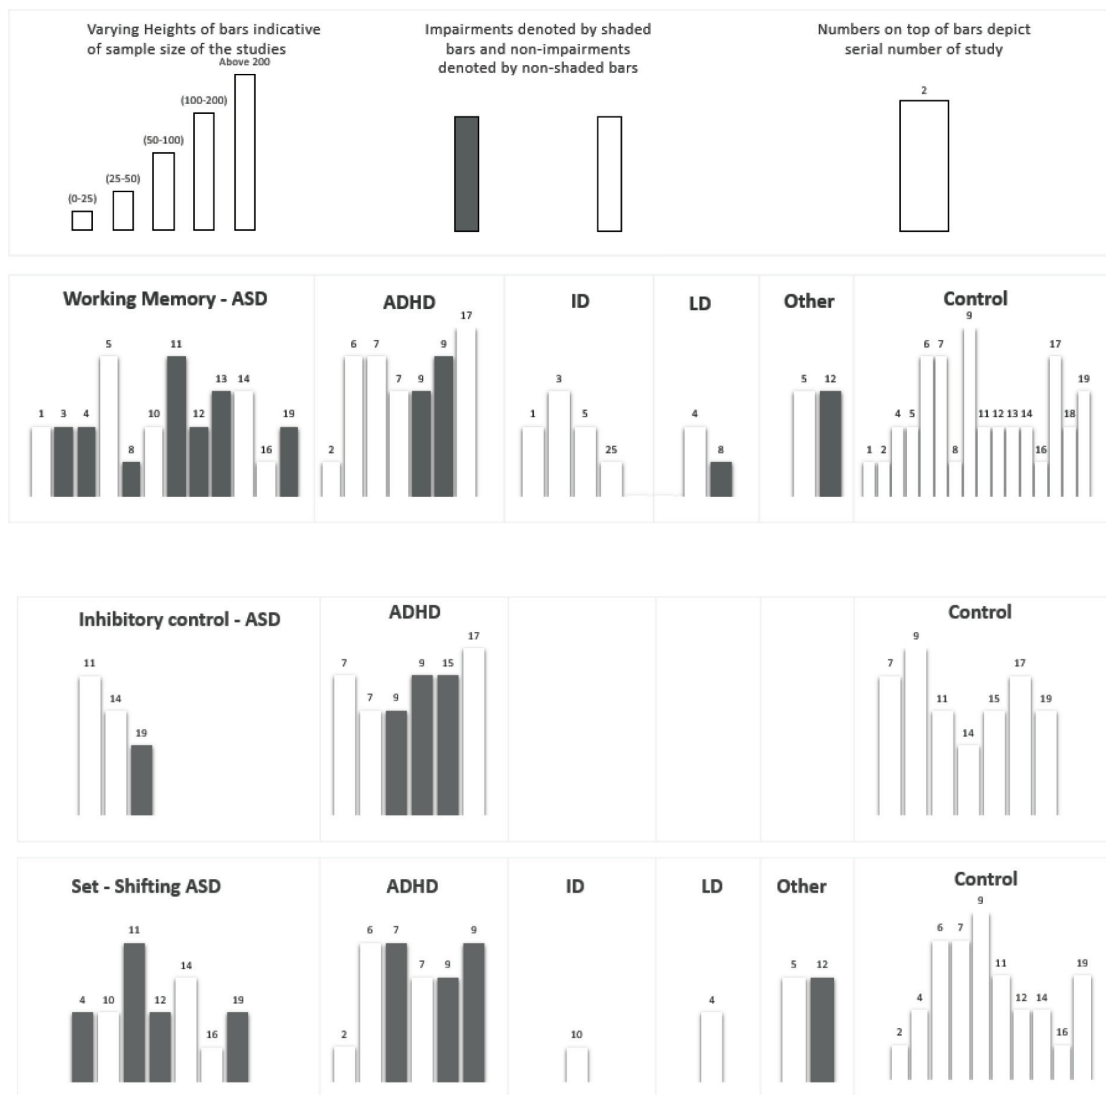 Varying Heights of bars indicative
of sample size of the studies
Above 200
(100-200)
(50-100)
(25-50)
(0-25)
Impairments denoted by shaded
bars and non-impairments
denoted by non-shaded bars
Numbers on top of bars depict
serial number of study
2
Working Memory - ASD
1 3 4 5 8 10 11 12 13 14 16 19
ADHD
2 6 7 7 9 9 17
ID
1 3 5 25
LD
4 8
Other
5 12
Control
1 2 4 5 6 7 8 9 11 12 13 14 16 17 18 19
Inhibitory control - ASD
11 14 19
ADHD
7 7 9 9 15 17
Control
7 9 11 14 15 17 19
Set - Shifting ASD
4 10 11 12 14 16 19
ADHD
2 6 7 7 9 9
ID
10
LD
4
Other
5 12
Control
2 4 6 7 9 11 12 14 16 19